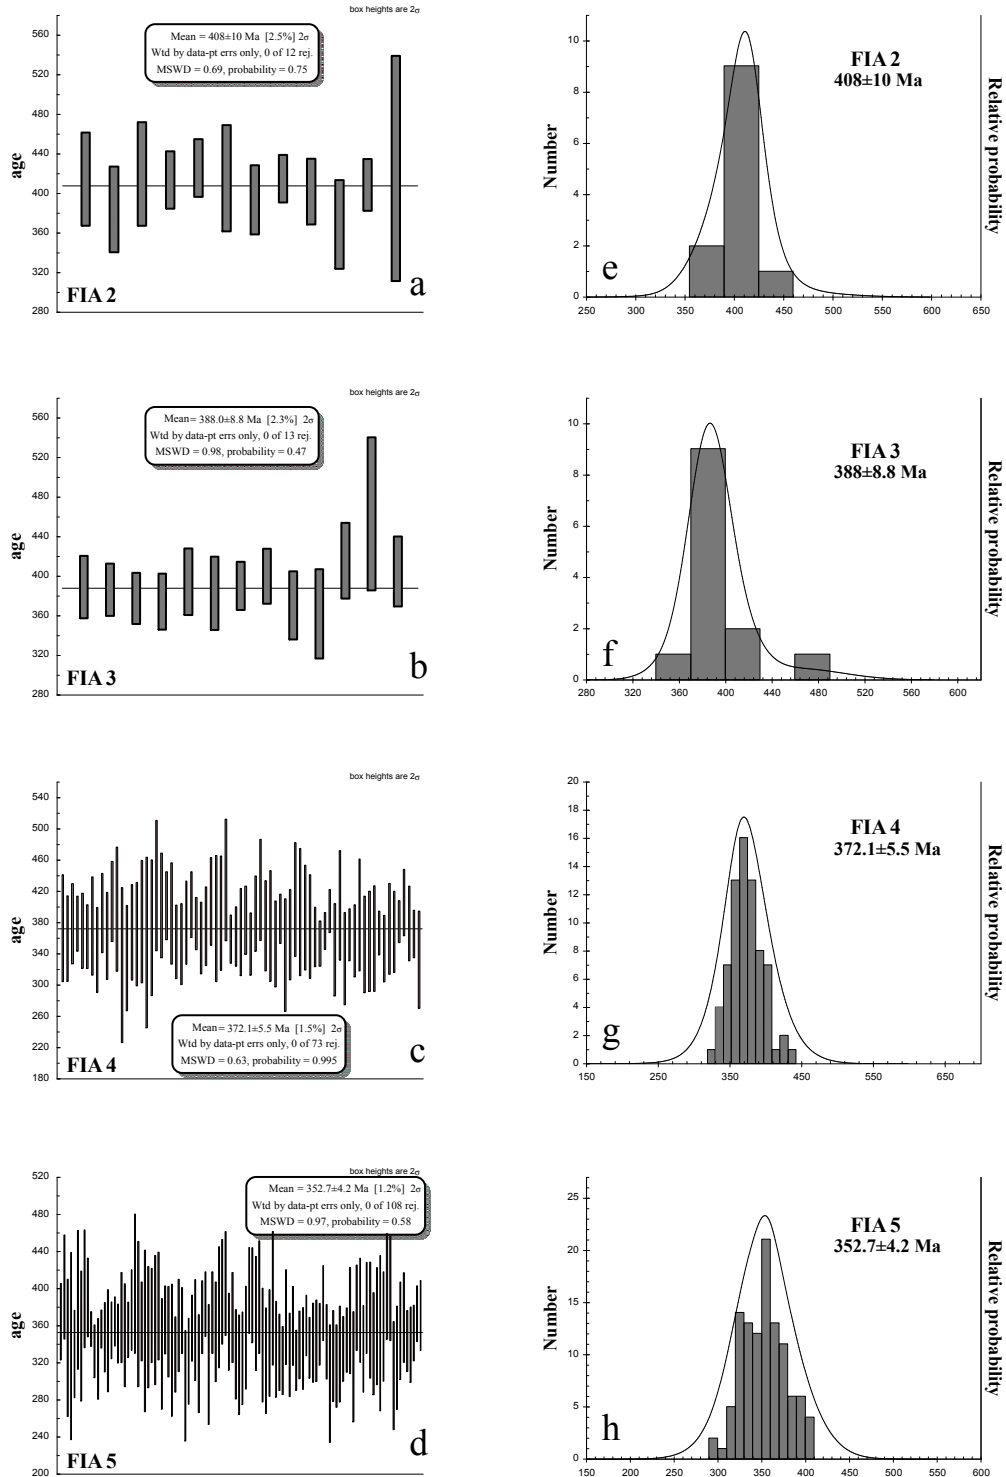 box heights are 2σ
Mean = 408±10 Ma [2.5%] 2σ
Wtd by data-pt errs only, 0 of 12 rej.
MSWD = 0.69, probability = 0.75
560
520
480
440
400
360
320
280
age
FIA 2
a
10
8
6
4
2
0
Number
FIA 2
408±10 Ma
Relative probability
e
250 300 350 400 450 500 550 600 650
box heights are 2σ
Mean = 388.0±8.8 Ma [2.3%] 2σ
Wtd by data-pt errs only, 0 of 13 rej.
MSWD = 0.98, probability = 0.47
560
520
480
440
400
360
320
280
age
FIA 3
b
10
8
6
4
2
0
Number
FIA 3
388±8.8 Ma
Relative probability
f
280 320 360 400 440 480 520 560 600
box heights are 2σ
540
500
460
420
380
340
300
260
220
180
age
Mean = 372.1±5.5 Ma [1.5%] 2σ
Wtd by data-pt errs only, 0 of 73 rej.
MSWD = 0.63, probability = 0.995
FIA 4
c
20
18
16
14
12
10
8
6
4
2
0
Number
FIA 4
372.1±5.5 Ma
Relative probability
g
150 250 350 450 550 650
box heights are 2σ
Mean = 352.7±4.2 Ma [1.2%] 2σ
Wtd by data-pt errs only, 0 of 108 rej.
MSWD = 0.97, probability = 0.58
520
480
440
400
360
320
280
240
200
age
FIA 5
d
25
20
15
10
5
0
Number
FIA 5
352.7±4.2 Ma
Relative probability
h
150 200 250 300 350 400 450 500 550 600